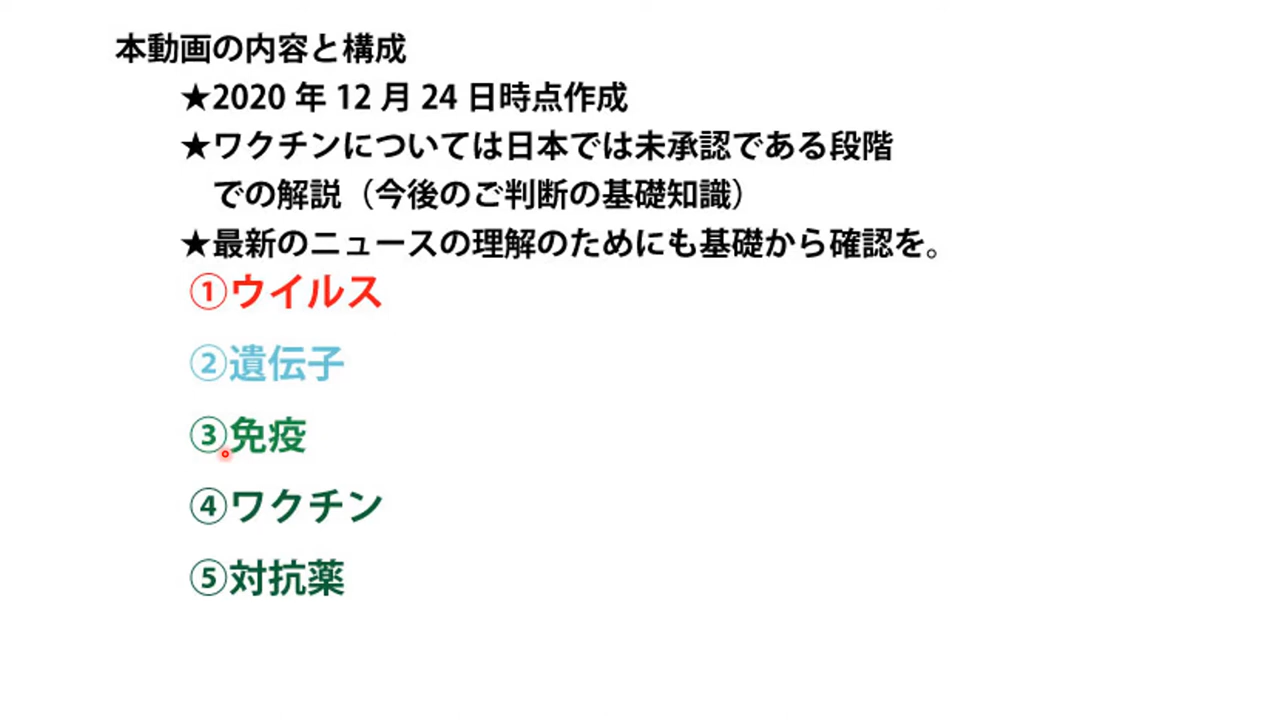 本動画の内容と構成
★2020 年 12 月 24 日時点作成
★ワクチンについては日本では未承認である段階
での解説（今後のご判断の基礎知識）
★最新のニュースの理解のためにも基礎から確認を。
①ウイルス
②遺伝子
③免疫
④ワクチン
⑤対抗薬